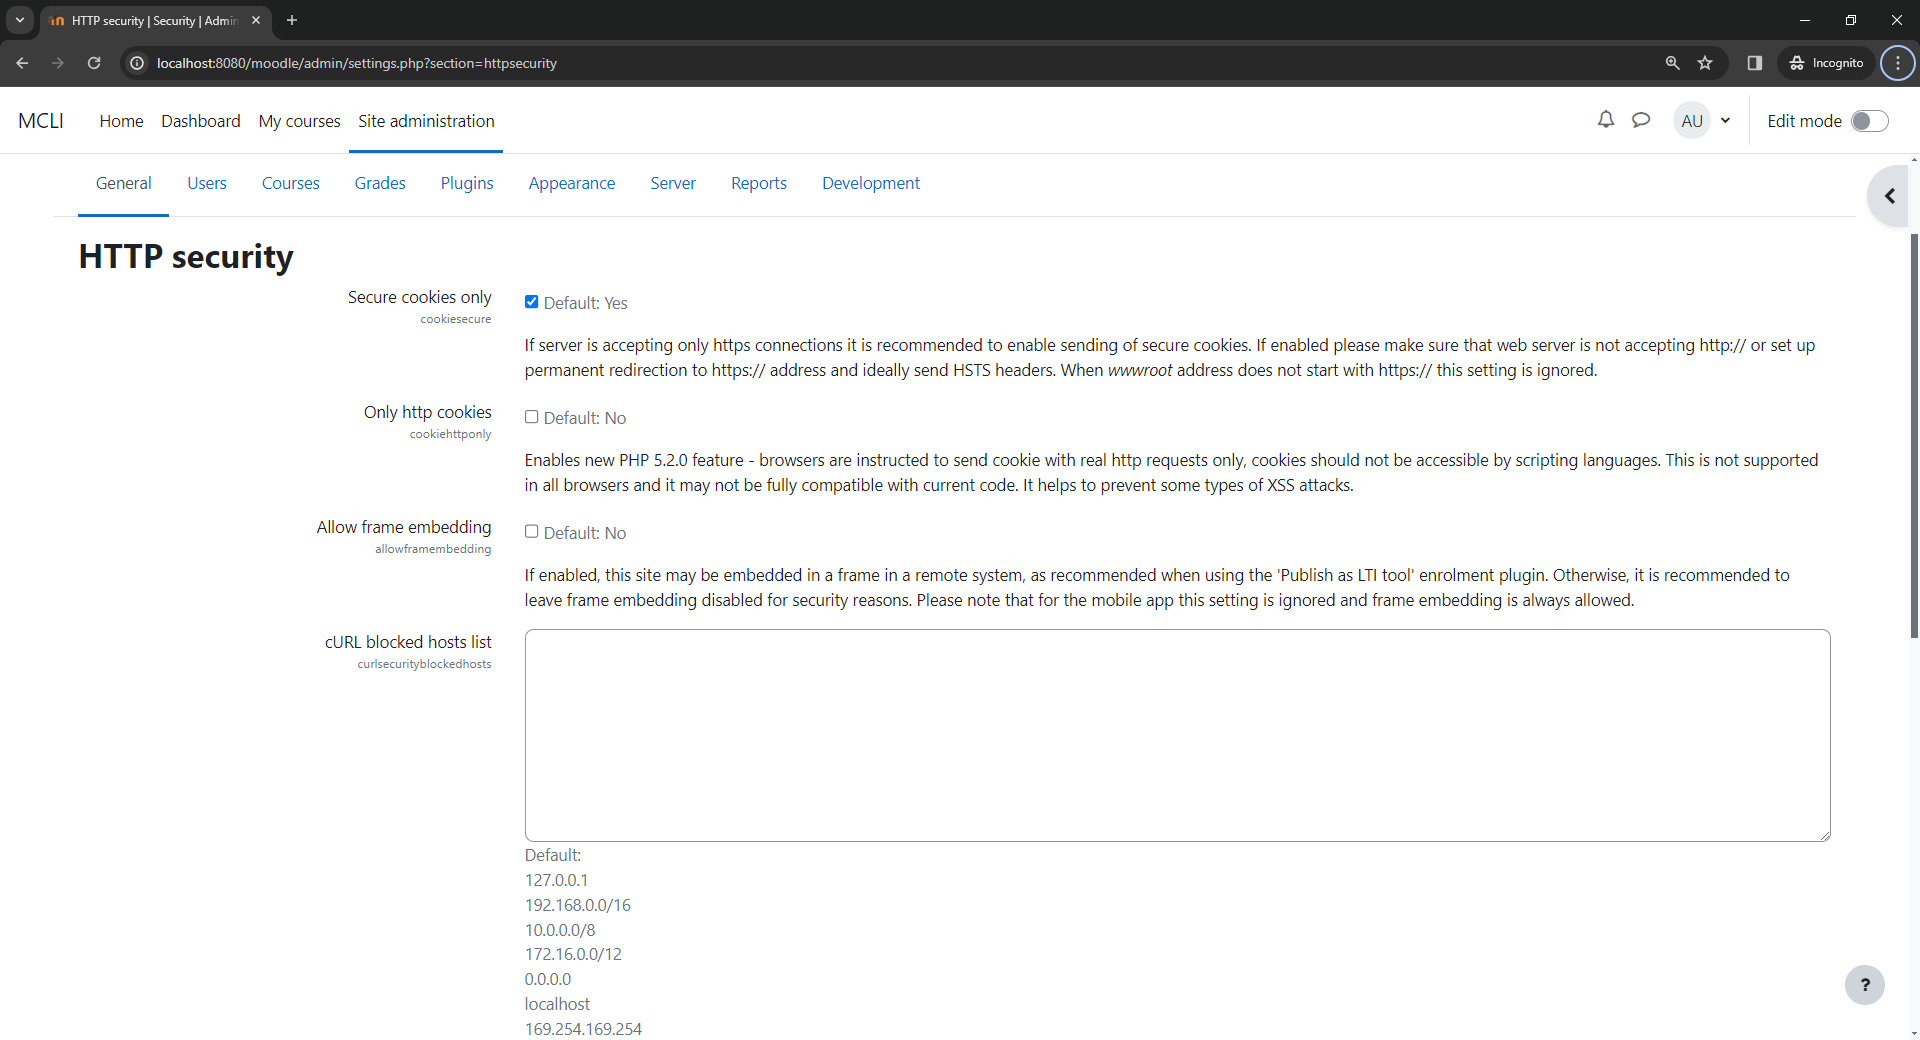 HTTP security | Security | Admin
localhost:8080/moodle/admin/settings.php?section=httpsecurity
Incognito
MCLI
Home
Dashboard
My courses
Site administration
AU
Edit mode
General
Users
Courses
Grades
Plugins
Appearance
Server
Reports
Development
HTTP security
Secure cookies only
cookiesecure
Default: Yes
If server is accepting only https connections it is recommended to enable sending of secure cookies. If enabled please make sure that web server is not accepting http:// or set up
permanent redirection to https:// address and ideally send HSTS headers. When wwwroot address does not start with https:// this setting is ignored.
Only http cookies
cookiehttponly
Default: No
Enables new PHP 5.2.0 feature - browsers are instructed to send cookie with real http requests only, cookies should not be accessible by scripting languages. This is not supported
in all browsers and it may not be fully compatible with current code. It helps to prevent some types of XSS attacks.
Allow frame embedding
allowframembedding
Default: No
If enabled, this site may be embedded in a frame in a remote system, as recommended when using the 'Publish as LTI tool' enrolment plugin. Otherwise, it is recommended to
leave frame embedding disabled for security reasons. Please note that for the mobile app this setting is ignored and frame embedding is always allowed.
cURL blocked hosts list
curlsecurityblockedhosts
Default:
127.0.0.1
192.168.0.0/16
10.0.0.0/8
172.16.0.0/12
0.0.0.0
localhost
169.254.169.254
?